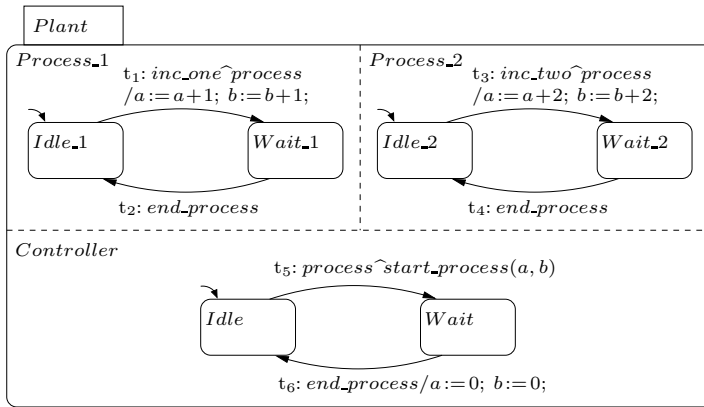 Plant
Process_1
t₁: inc_one^process
/a:=a+1; b:=b+1;
Idle_1
Wait_1
t₂: end_process
Process_2
t₃: inc_two^process
/a:=a+2; b:=b+2;
Idle_2
Wait_2
t₄: end_process
Controller
t₅: process^start_process(a, b)
Idle
Wait
t₆: end_process/a:=0; b:=0;